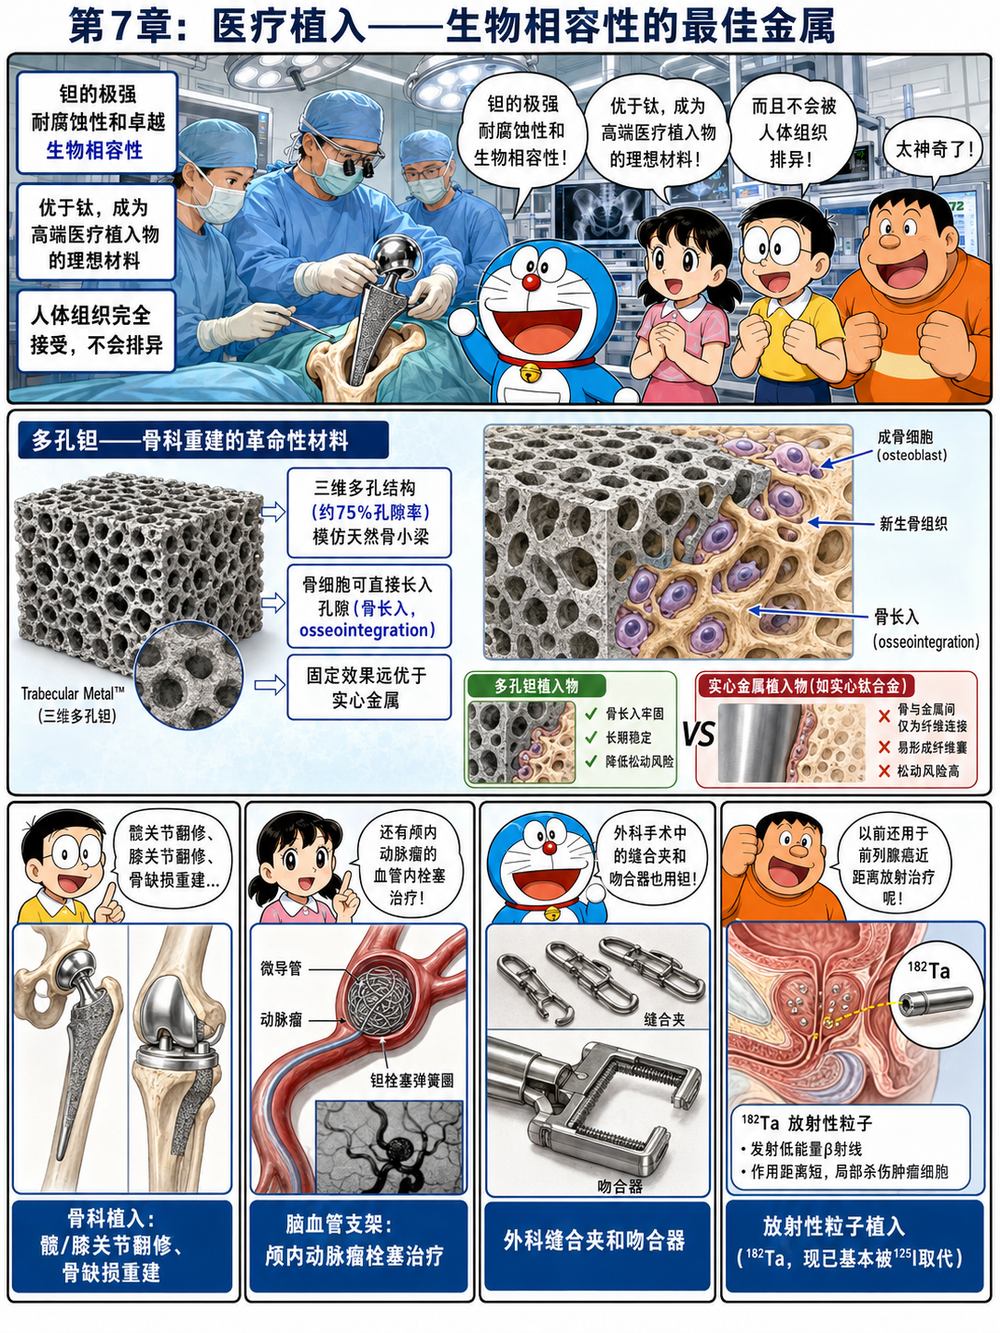 第7章：医疗植入——生物相容性的最佳金属
钽的极强
耐腐蚀性和卓越
生物相容性
优于钛，成为
高端医疗植入物
的理想材料
人体组织完全
接受，不会排异
钽的极强
耐腐蚀性和
生物相容性！
优于钛，成为
高端医疗植入物
的理想材料！
而且不会被
人体组织
排异！
太神奇了！
72
多孔钽——骨科重建的革命性材料
三维多孔结构
（约75%孔隙率）
模仿天然骨小梁
骨细胞可直接长入
孔隙（骨长入，
osseointegration）
固定效果远优于
实心金属
Trabecular Metal™
（三维多孔钽）
成骨细胞
(osteoblast)
新生骨组织
骨长入
(osseointegration)
多孔钽植入物
✓ 骨长入牢固
✓ 长期稳定
✓ 降低松动风险
VS
实心金属植入物（如实心钛合金）
✗ 骨与金属间
仅为纤维连接
✗ 易形成纤维囊
✗ 松动风险高
髋关节翻修、
膝关节翻修、
骨缺损重建...
骨科植入：
髋/膝关节翻修、
骨缺损重建
还有颅内
动脉瘤的
血管内栓塞
治疗！
微导管
动脉瘤
钽栓塞弹簧圈
脑血管支架：
颅内动脉瘤栓塞治疗
外科手术中
的缝合夹和
吻合器也用钽！
缝合夹
吻合器
外科缝合夹和吻合器
以前还用于
前列腺癌近
距离放射治疗
呢！
¹⁸²Ta
¹⁸²Ta 放射性粒子
• 发射低能量β射线
• 作用距离短，局部杀伤肿瘤细胞
放射性粒子植入
（¹⁸²Ta，现已基本被¹²⁵I取代）